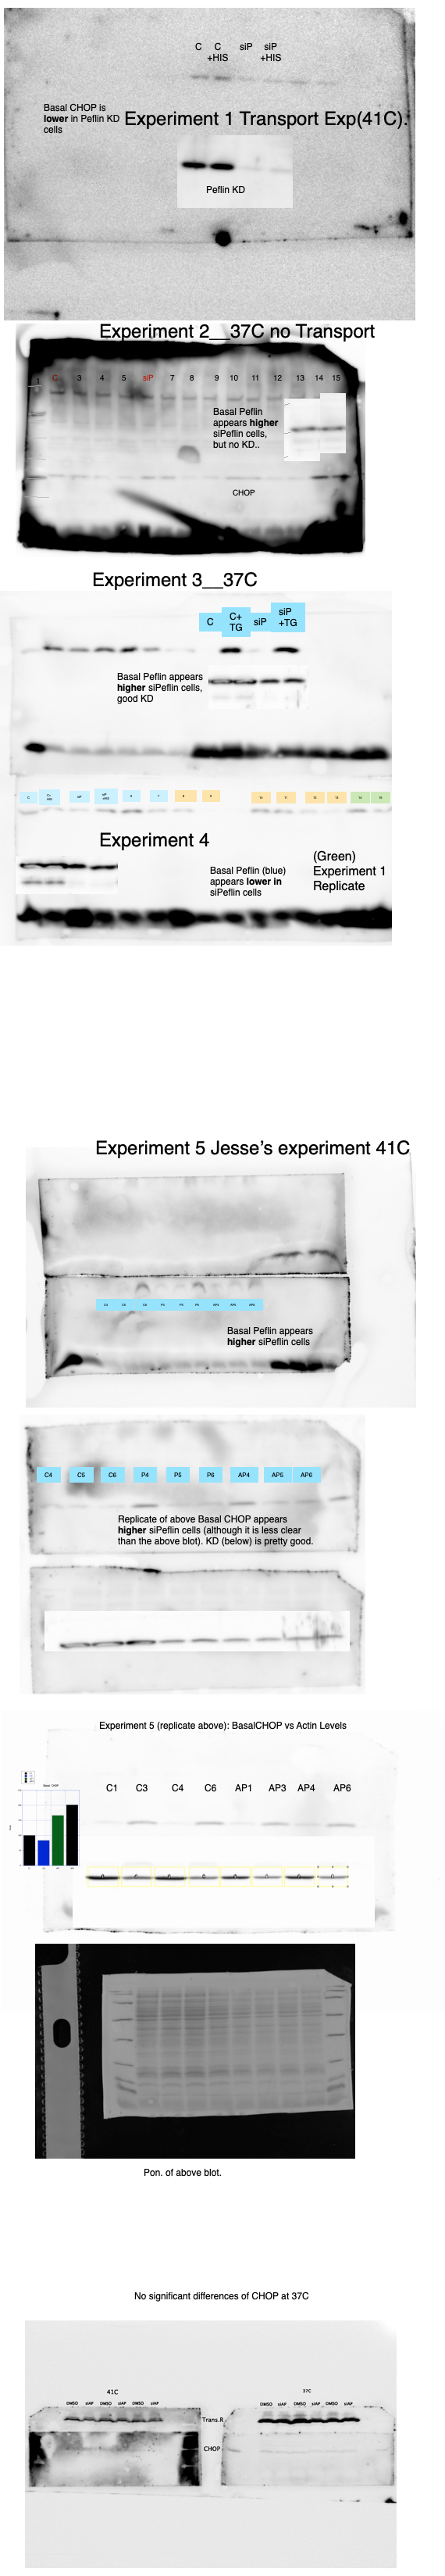 C C siP siP
+HIS +HIS
Basal CHOP is
lower in Peflin KD
cells
Experiment 1 Transport Exp(41C).
Peflin KD
Experiment 2__37C no Transport
1 C 3 4 5 siP 7 8 9 10 11 12 13 14 15
Basal Peflin
appears higher
siPeflin cells,
but no KD..
CHOP
Experiment 3__37C
C C+ TG siP siP +TG
Basal Peflin appears
higher siPeflin cells,
good KD
Experiment 4
Basal Peflin (blue)
appears lower in
siPeflin cells
(Green)
Experiment 1
Replicate
Experiment 5 Jesse's experiment 41C
Basal Peflin appears
higher siPeflin cells
C4 C5 C6 P4 P5 P6 AP4 AP5 AP6
Replicate of above Basal CHOP appears
higher siPeflin cells (although it is less clear
than the above blot). KD (below) is pretty good.
Experiment 5 (replicate above): BasalCHOP vs Actin Levels
C1 C3 C4 C6 AP1 AP3 AP4 AP6
Basal CHOP
Pon. of above blot.
No significant differences of CHOP at 37C
41C
37C
DMSO siAP DMSO siAP DMSO siAP
DMSO siAP DMSO siAP DMSO siAP
Trans.R
CHOP